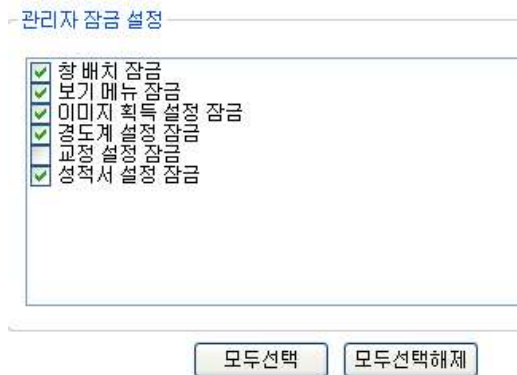 관리자 잠금 설정
창 배치 잠금
보기 메뉴 잠금
이미지 획득 설정 잠금
경도계 설정 잠금
교정 설정 잠금
성적서 설정 잠금
모두선택 모두선택해제